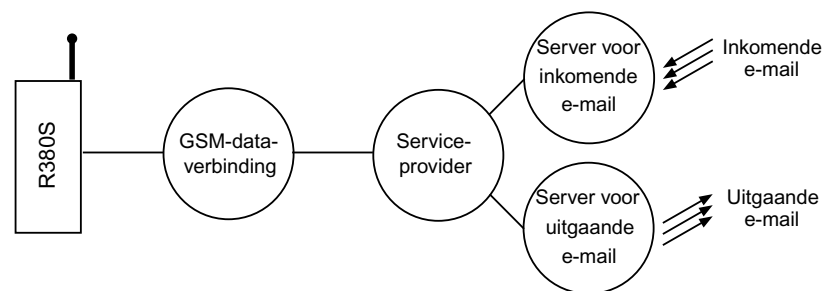 R380S
GSM-data-
verbinding
Service-
provider
Server voor
inkomende
e-mail
Inkomende
e-mail
Server voor
uitgaande
e-mail
Uitgaande
e-mail